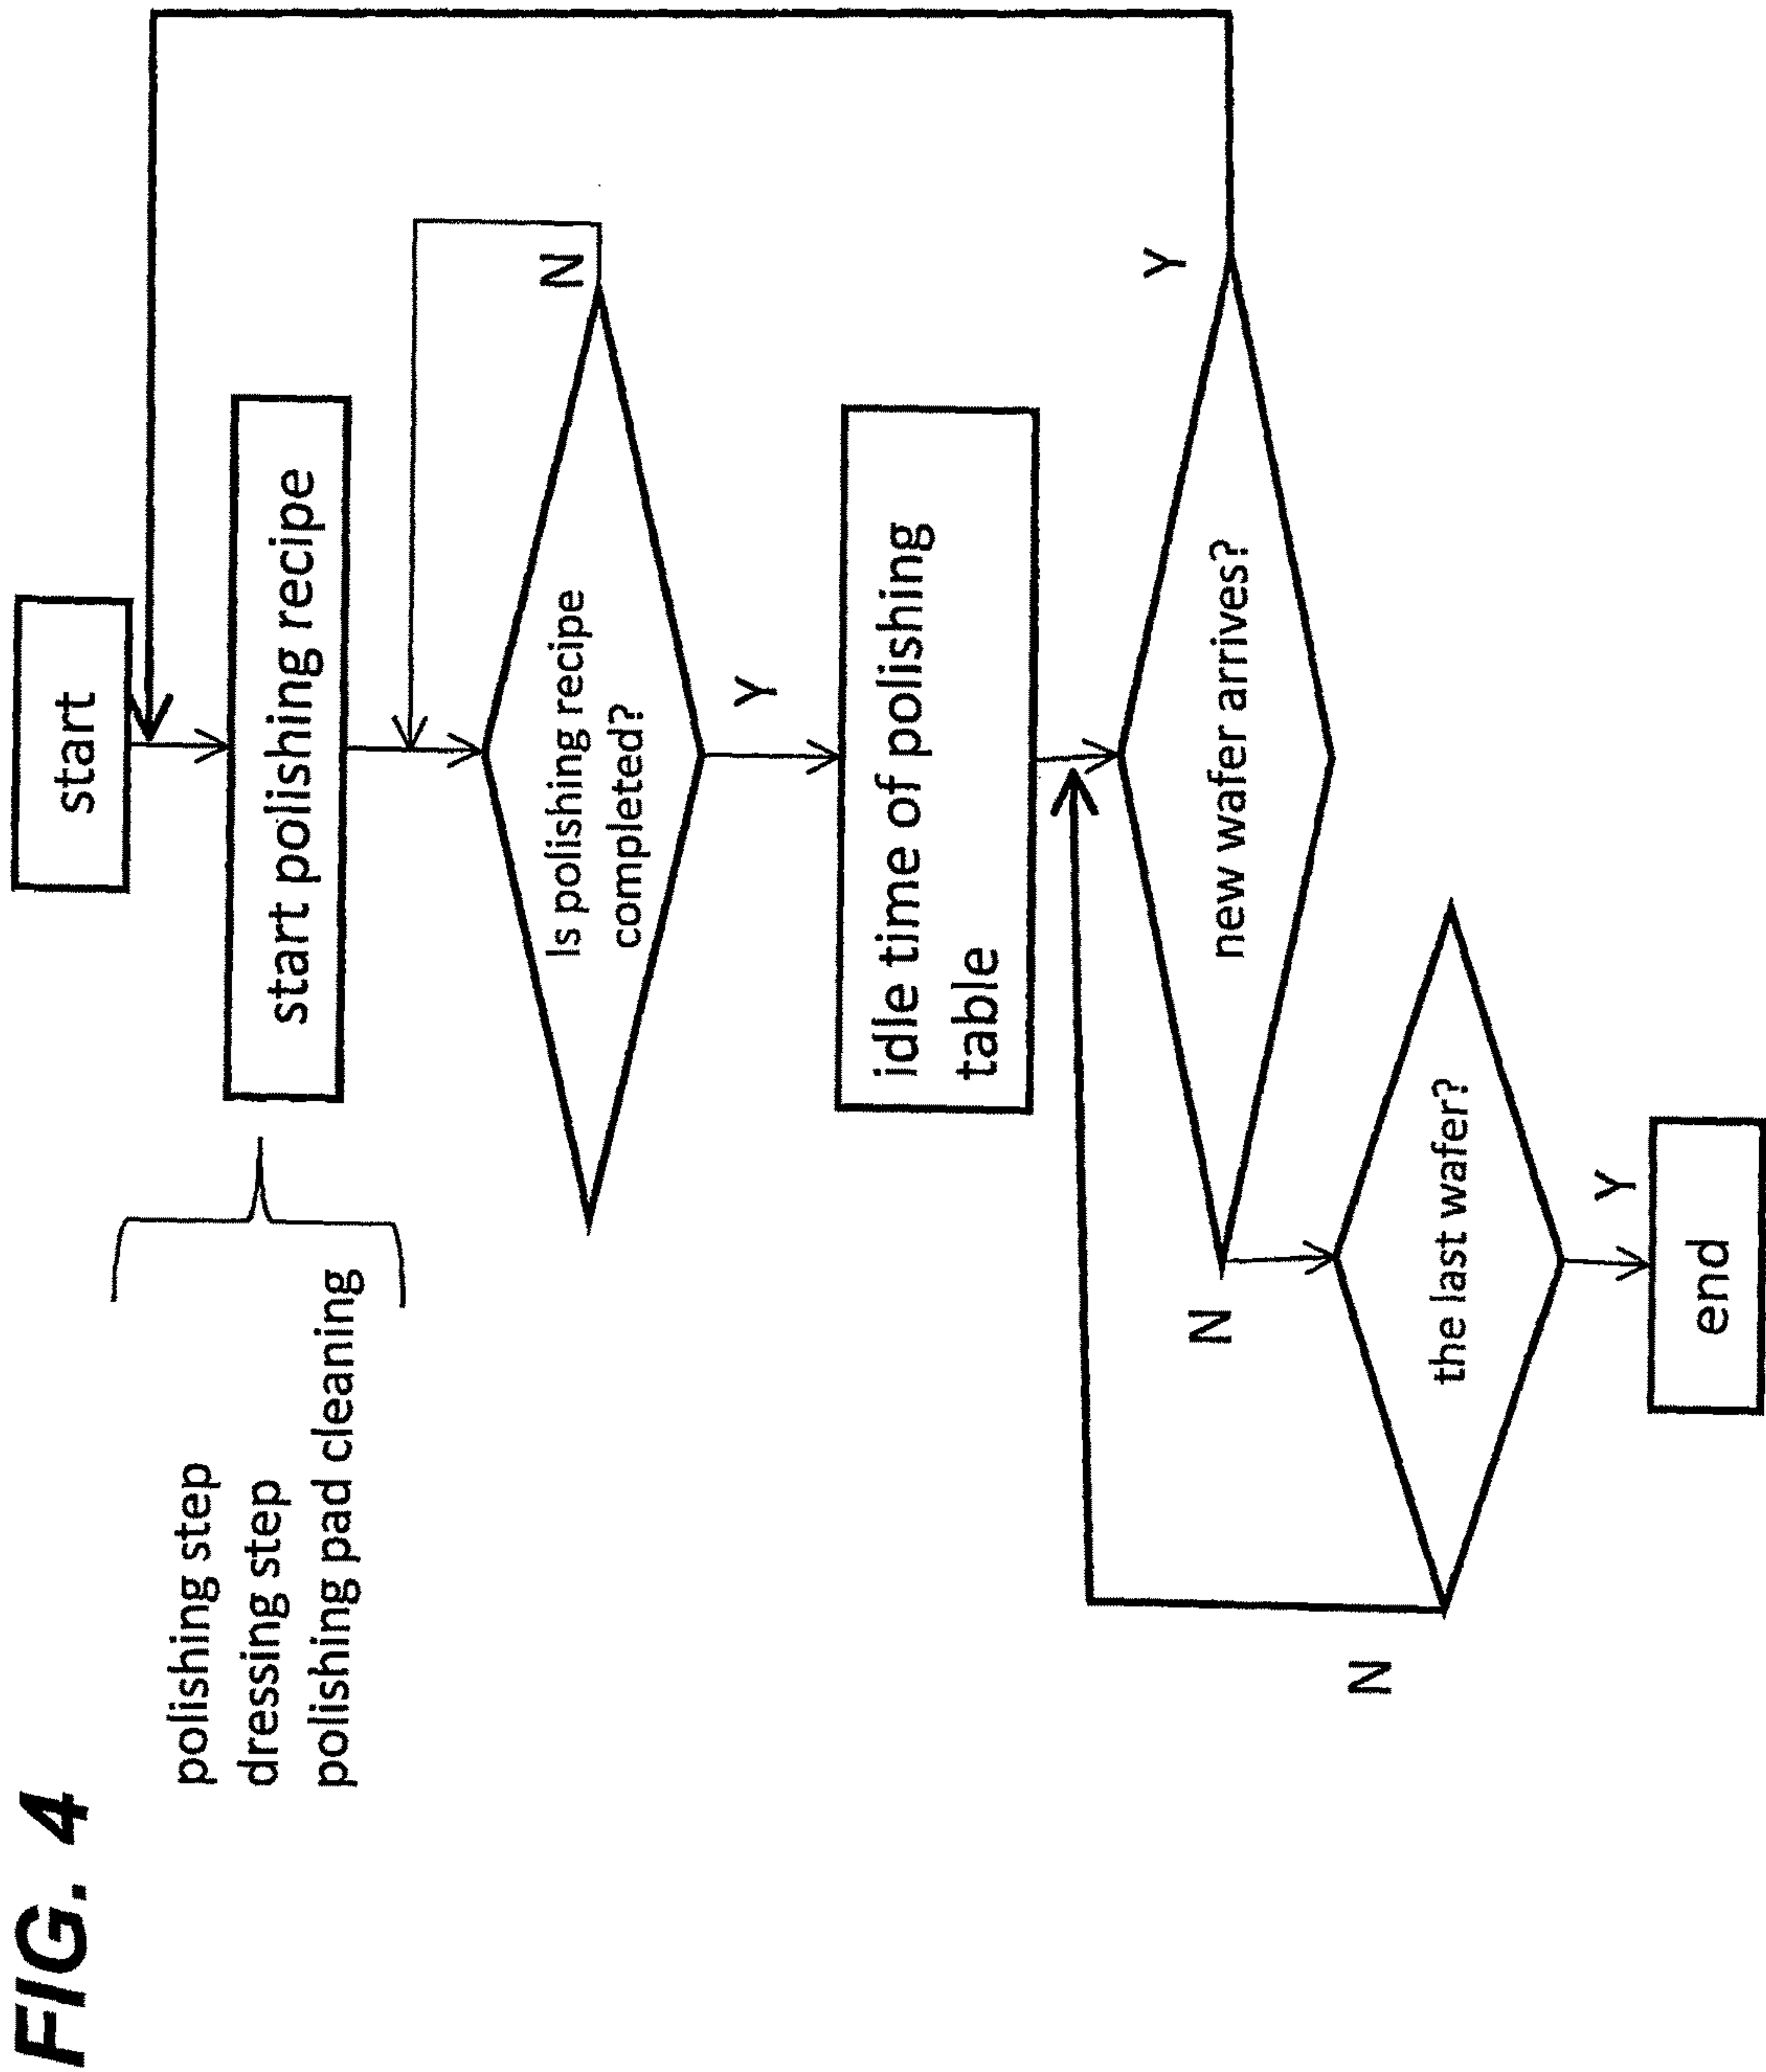 FIG. 4
start
polishing step
dressing step
polishing pad cleaning
start polishing recipe
Is polishing recipe
completed?
N
Y
idle time of polishing
table
new wafer arrives?
Y
N
the last wafer?
N
Y
end